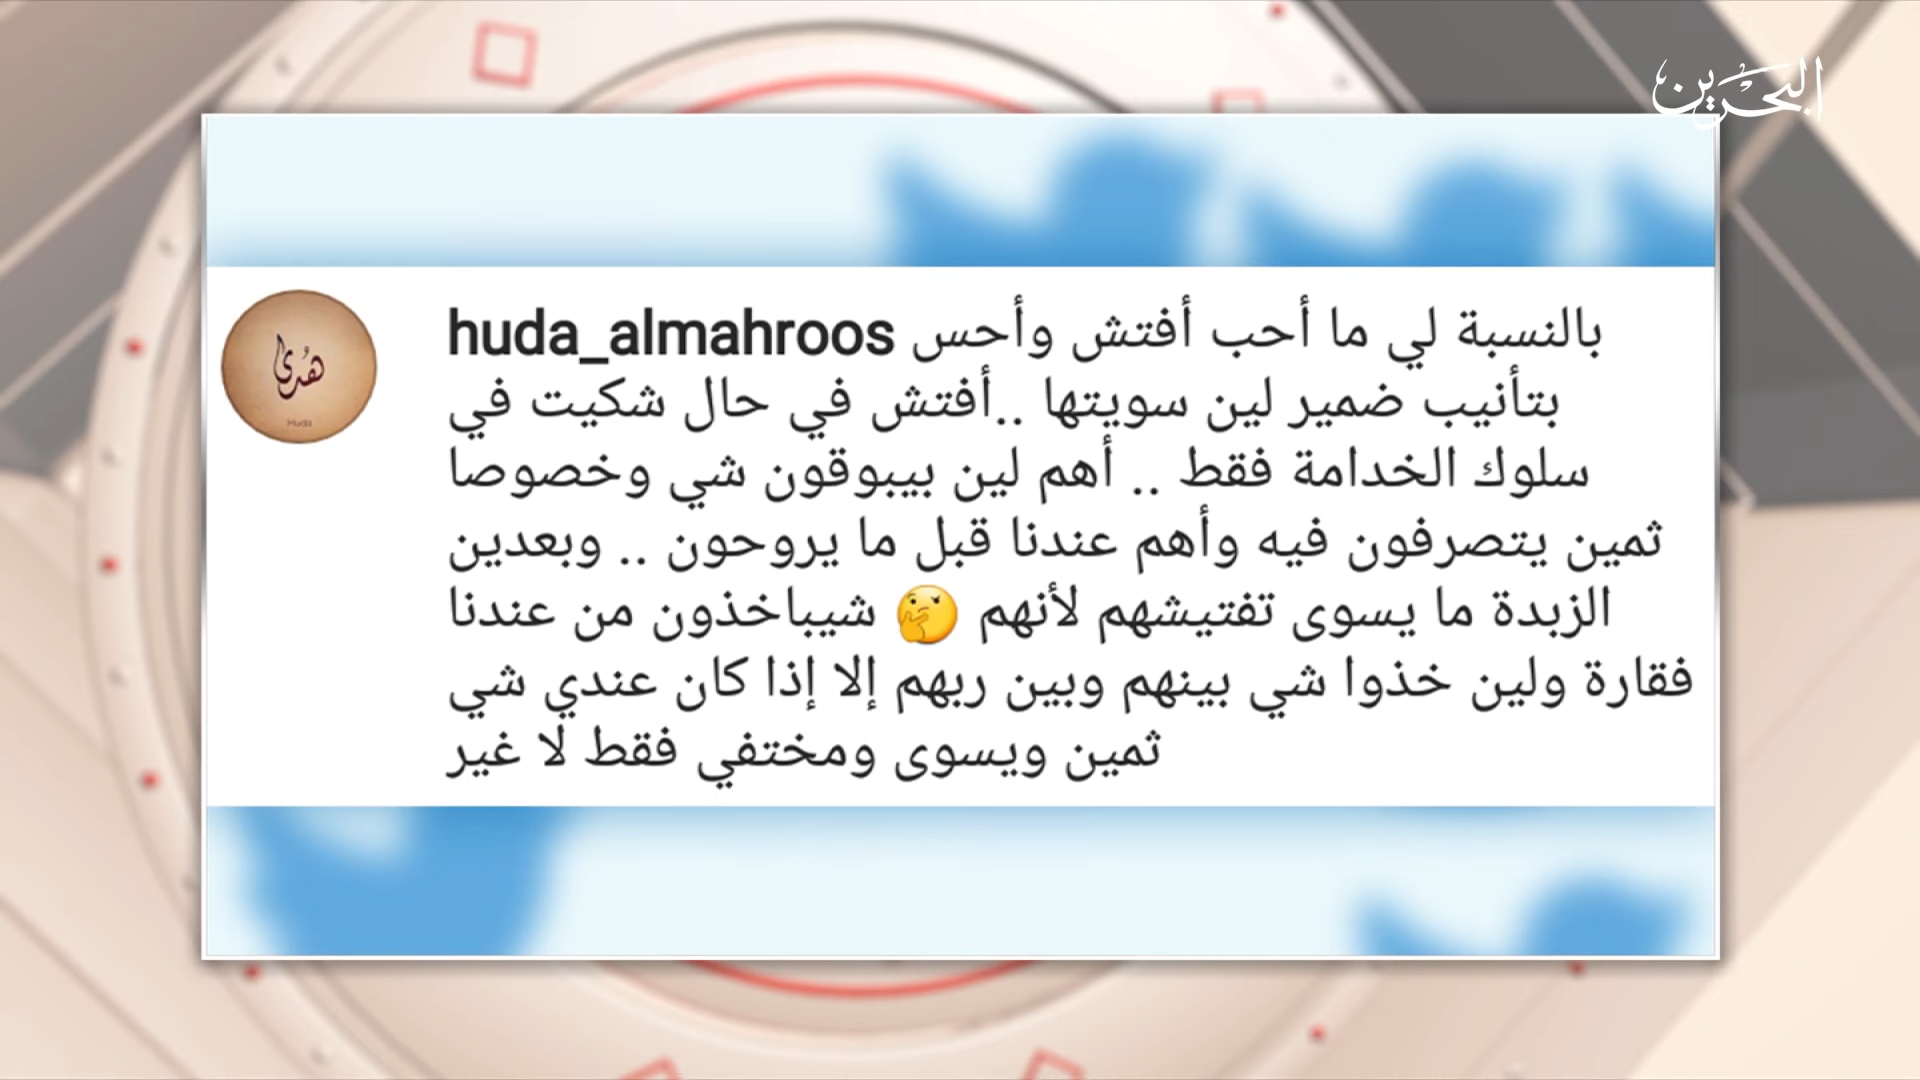 البحرين
huda_almahroos بالنسبة لي ما أحب أفتش وأحس
بتأنيب ضمير لين سويتها ..أفتش في حال شكيت في
سلوك الخدامة فقط .. أهم لين بيبوقون شي وخصوصا
ثمين يتصرفون فيه وأهم عندنا قبل ما يروحون .. وبعدين
الزبدة ما يسوى تفتيشهم لأنهم 🤔 شيباخذون من عندنا
فقارة ولين خذوا شي بينهم وبين ربهم إلا إذا كان عندي شي
ثمين ويسوى ومختفي فقط لا غير
هدى
Huda